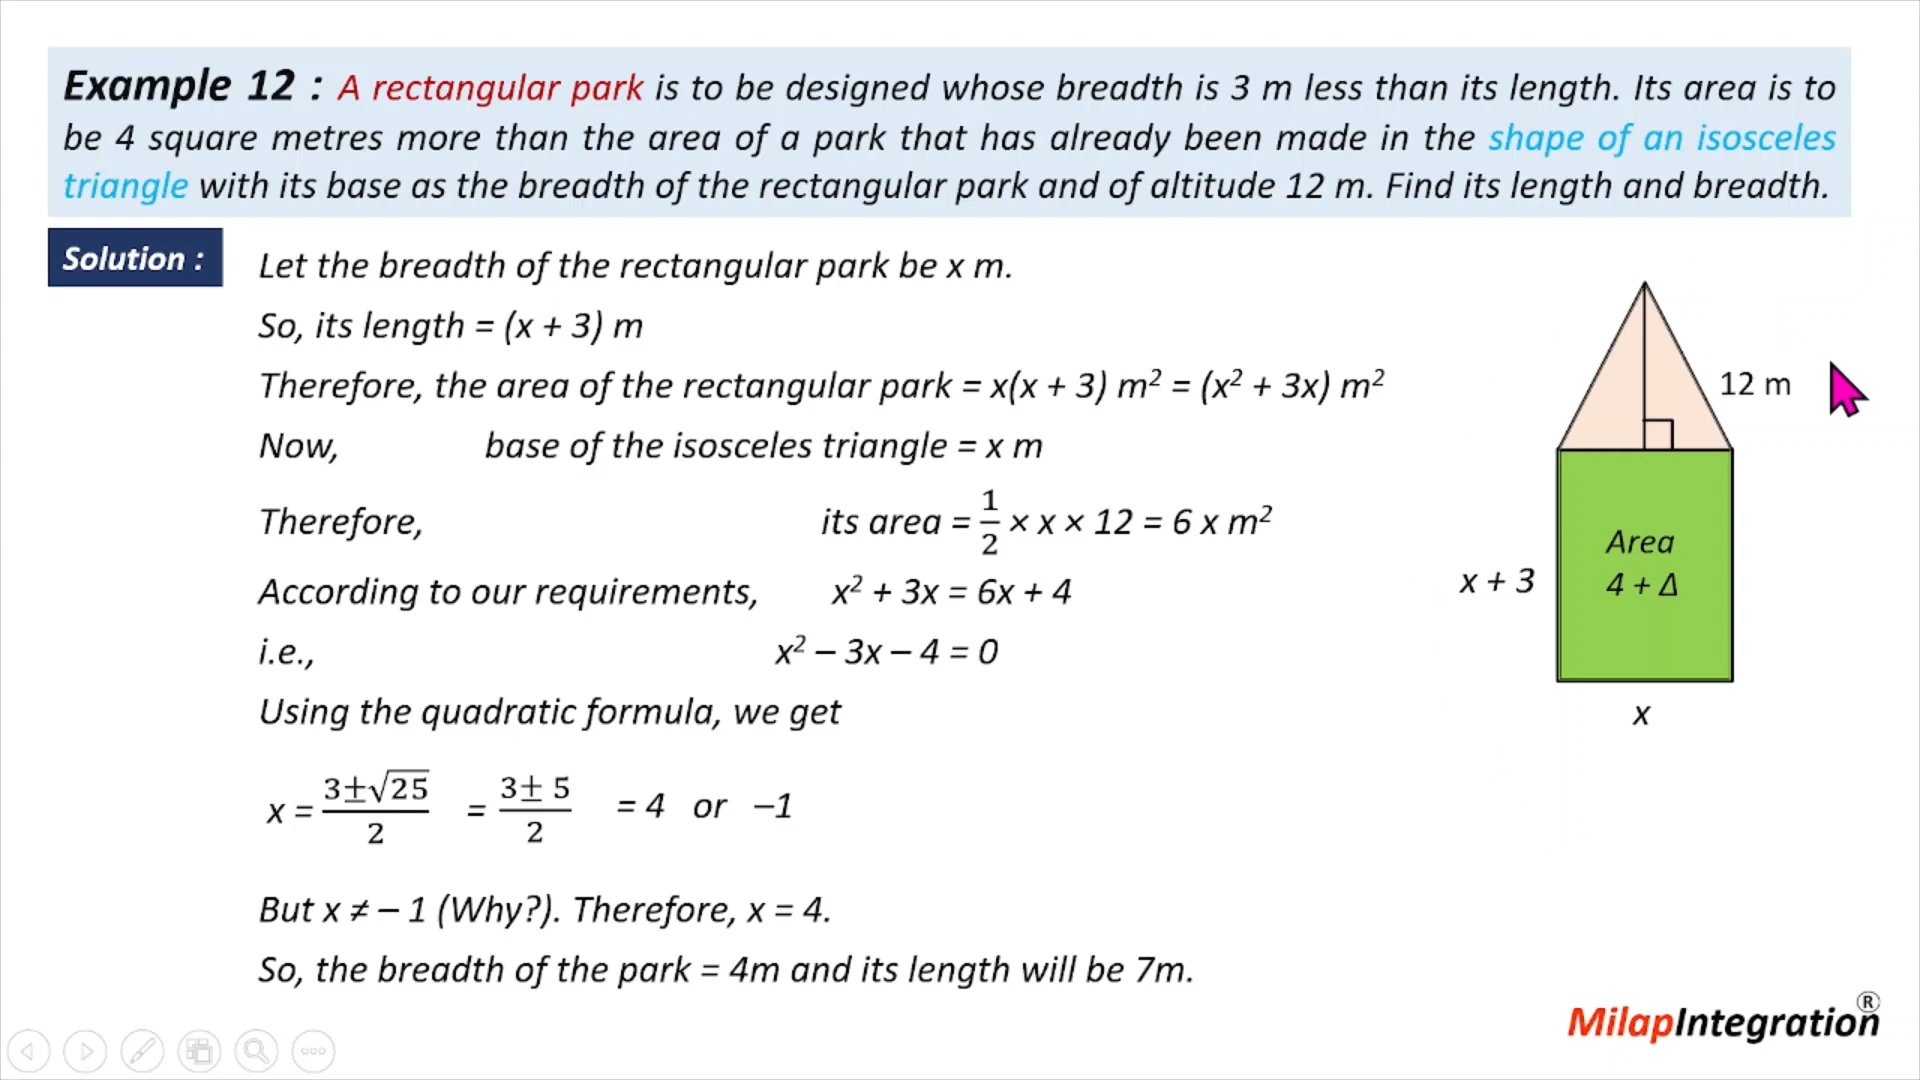 Example 12 : A rectangular park is to be designed whose breadth is 3 m less than its length. Its area is to
be 4 square metres more than the area of a park that has already been made in the shape of an isosceles
triangle with its base as the breadth of the rectangular park and of altitude 12 m. Find its length and breadth.
Solution :
Let the breadth of the rectangular park be x m.
So, its length = (x + 3) m
Therefore, the area of the rectangular park = x(x + 3) m² = (x² + 3x) m²
Now, base of the isosceles triangle = x m
Therefore, its area = 1/2 × x × 12 = 6 x m²
According to our requirements, x² + 3x = 6x + 4
i.e., x² – 3x – 4 = 0
Using the quadratic formula, we get
x = 3±√25/2 = 3± 5/2 = 4 or –1
But x ≠ – 1 (Why?). Therefore, x = 4.
So, the breadth of the park = 4m and its length will be 7m.
12 m
Area
4 + Δ
x + 3
x
MilapIntegration®